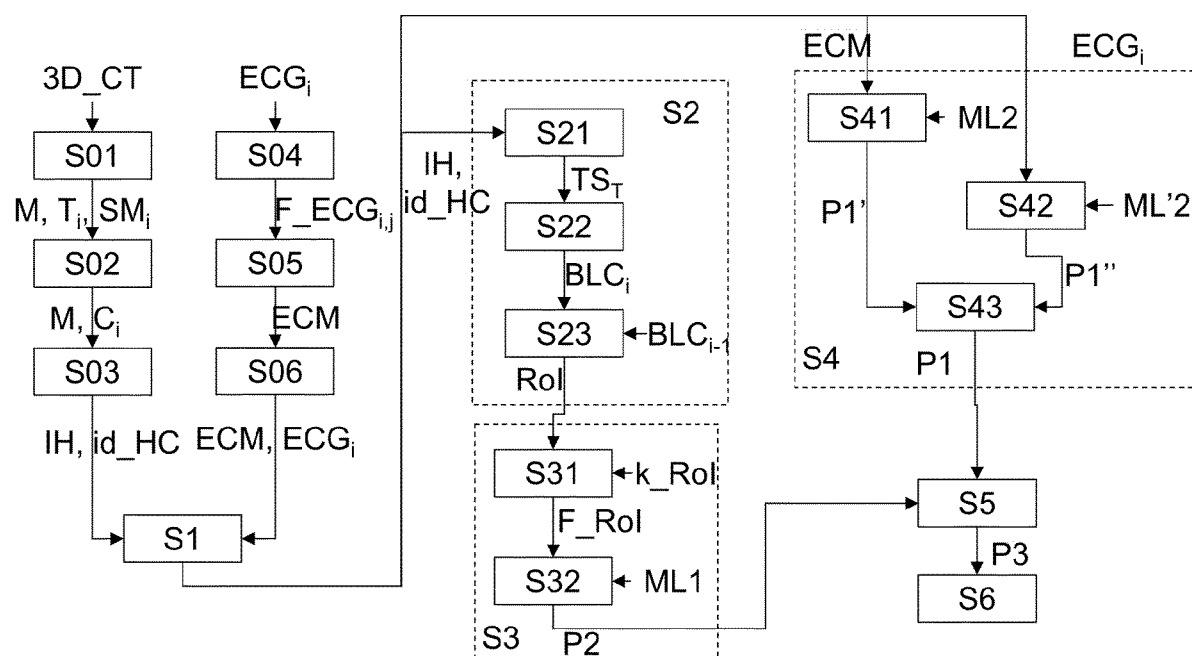 3D_CT
S01
M, Tᵢ, SMᵢ
S02
M, Cᵢ
S03
IH, id_HC
ECGᵢ
S04
F_ECGᵢ,ⱼ
S05
ECM
S06
ECM, ECGᵢ
S1
IH,
id_HC
S2
S21
TS_T
S22
BLCᵢ
S23
BLCᵢ₋₁
RoI
S31
k_RoI
F_RoI
S32
ML1
S3
P2
ECM
ECGᵢ
S41
ML2
S42
ML'2
P1'
P1''
S43
S4
P1
S5
P3
S6